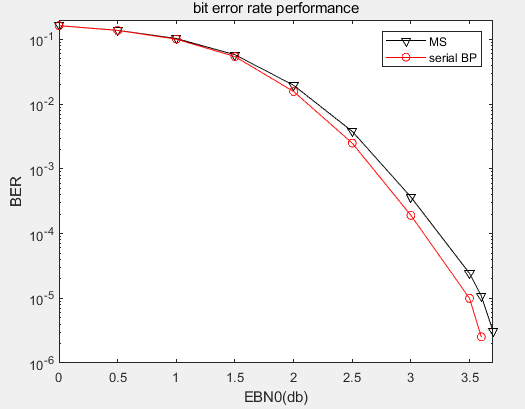 bit error rate performance
MS
serial BP
10^-1
10^-2
10^-3
10^-4
10^-5
10^-6
BER
0 0.5 1 1.5 2 2.5 3 3.5
EBN0(db)